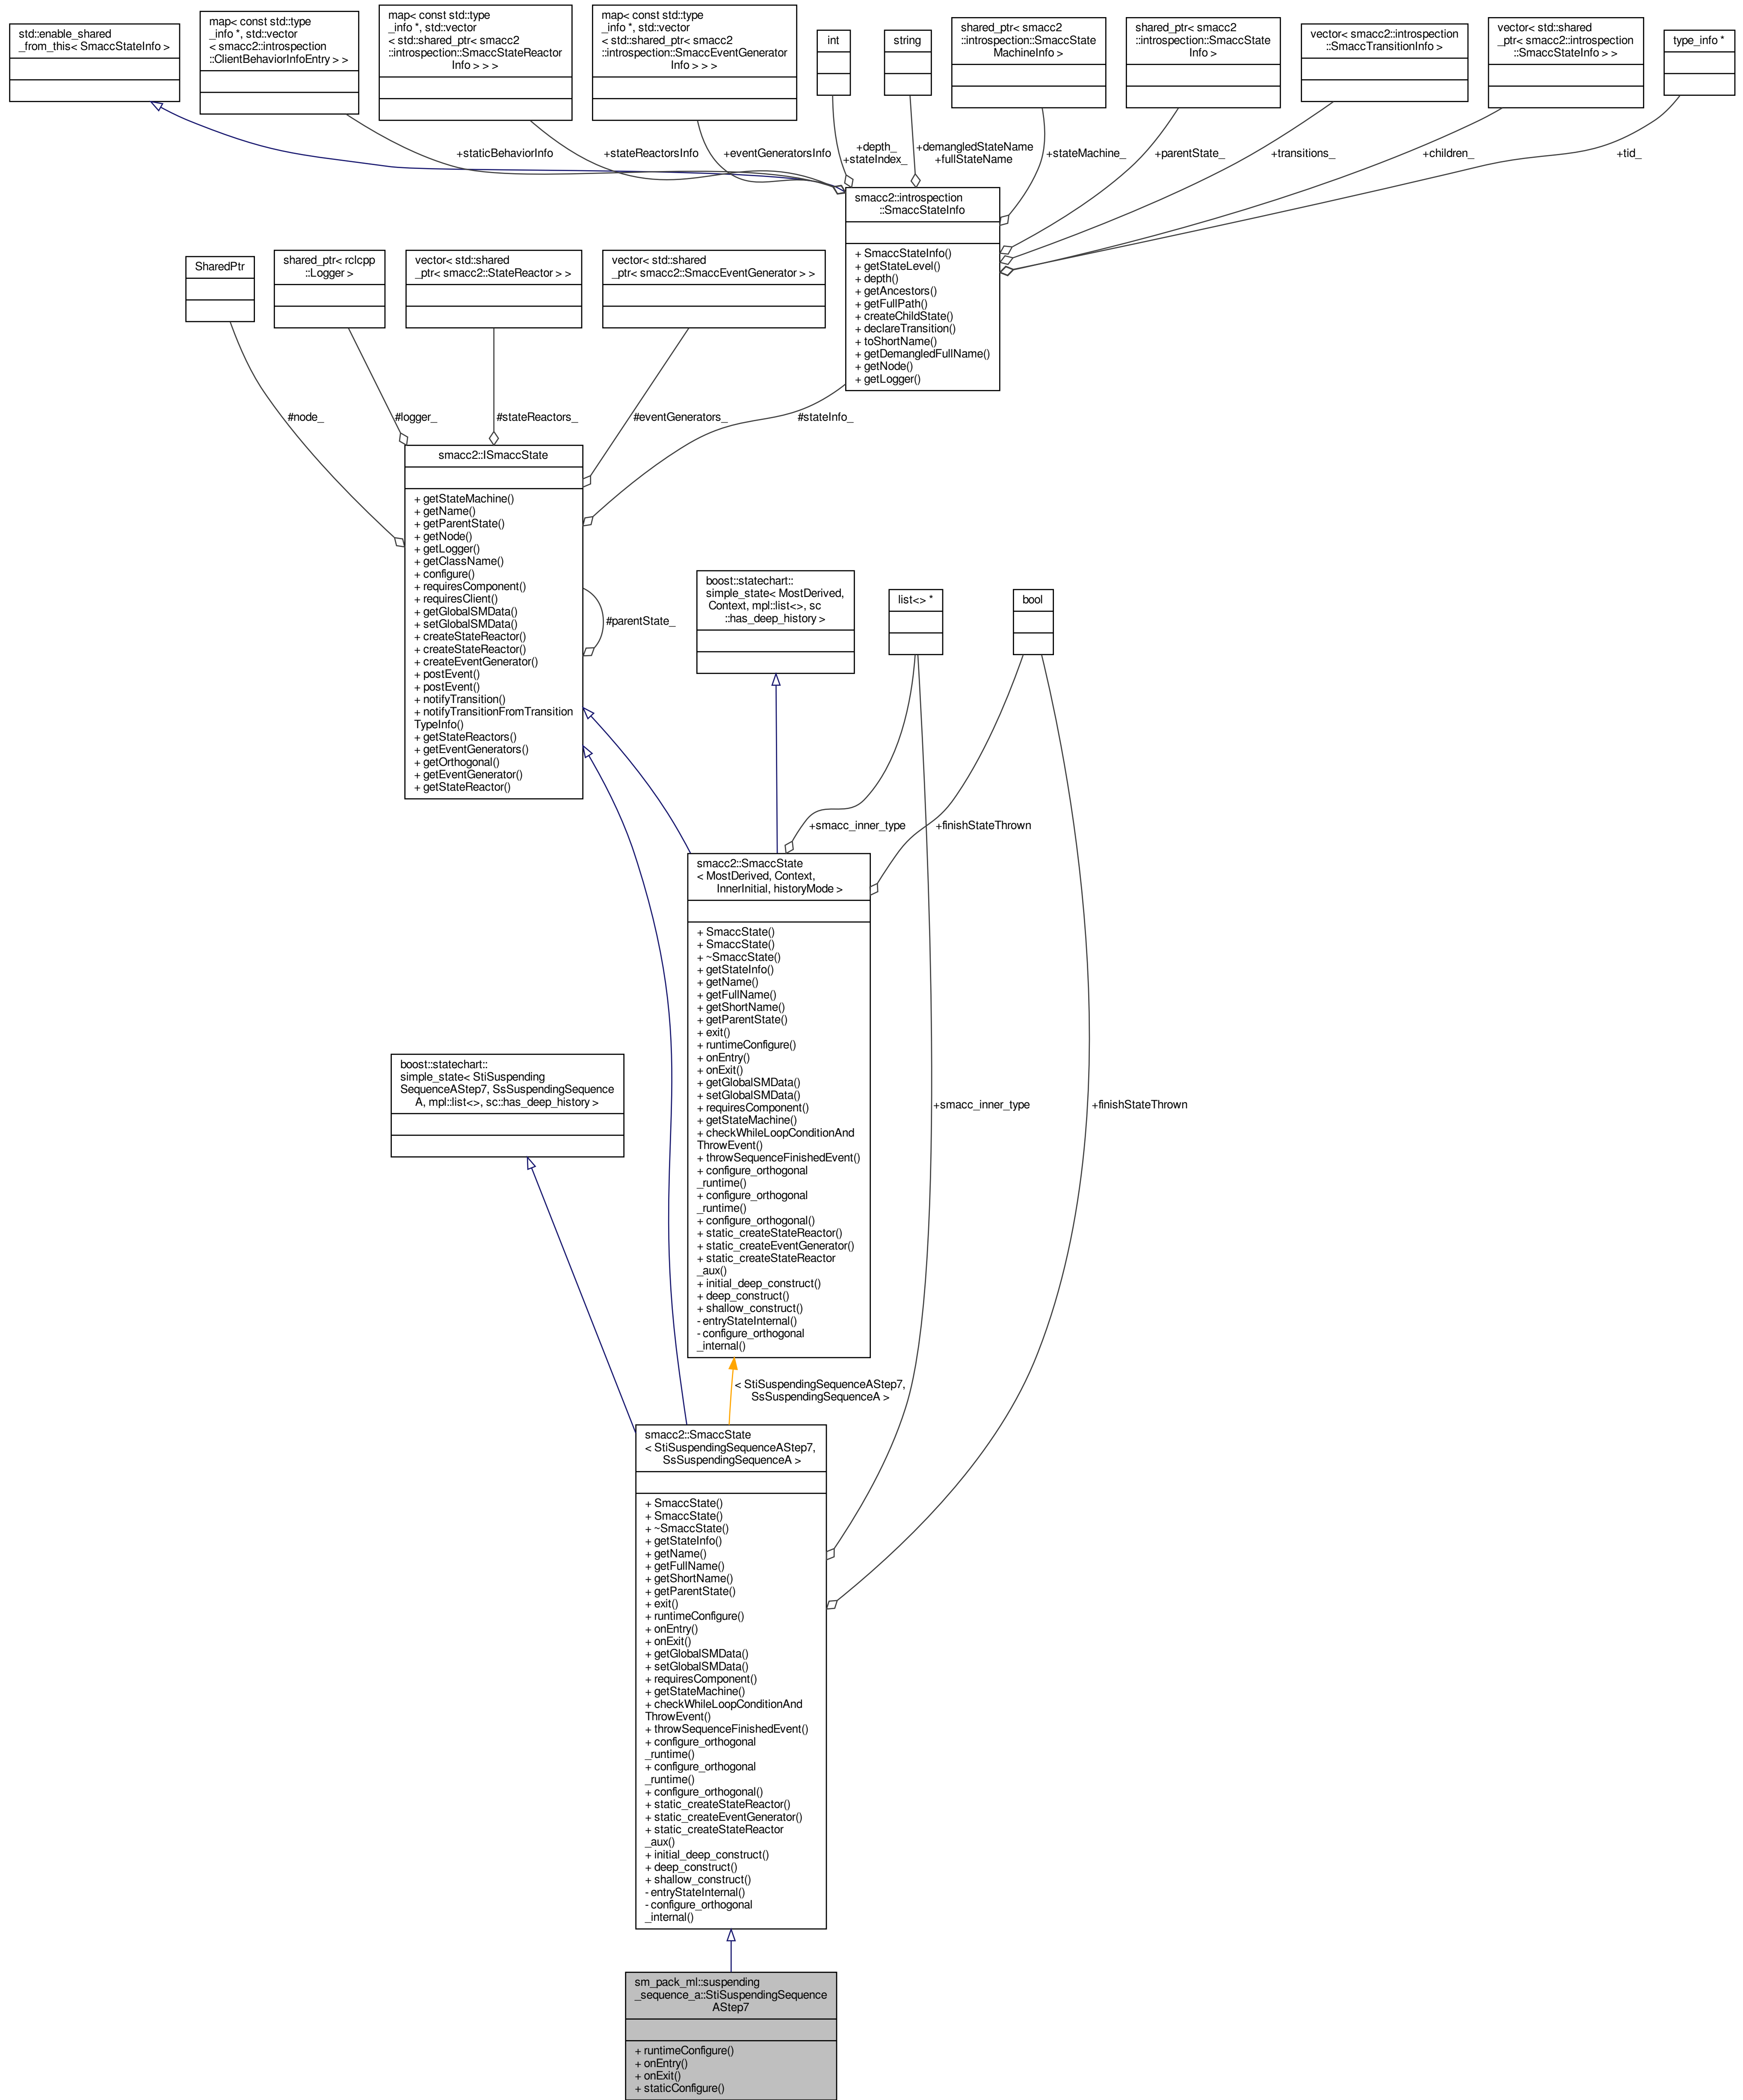 std::enable_shared
_from_this< SmaccStateInfo >
map< const std::type
_info *, std::vector
< smacc2::introspection
::ClientBehaviorInfoEntry > >
map< const std::type
_info *, std::vector
< std::shared_ptr< smacc2
::introspection::SmaccStateReactor
Info > > >
map< const std::type
_info *, std::vector
< std::shared_ptr< smacc2
::introspection::SmaccEventGenerator
Info > > >
int
string
shared_ptr< smacc2
::introspection::SmaccState
MachineInfo >
shared_ptr< smacc2
::introspection::SmaccState
Info >
vector< smacc2::introspection
::SmaccTransitionInfo >
vector< std::shared
_ptr< smacc2::introspection
::SmaccStateInfo > >
type_info *
+staticBehaviorInfo
+stateReactorsInfo
+eventGeneratorsInfo
+depth_
+stateIndex_
+demangledStateName
+fullStateName
+stateMachine_
+parentState_
+transitions_
+children_
+tid_
smacc2::introspection
::SmaccStateInfo
+ SmaccStateInfo()
+ getStateLevel()
+ depth()
+ getAncestors()
+ getFullPath()
+ createChildState()
+ declareTransition()
+ toShortName()
+ getDemangledFullName()
+ getNode()
+ getLogger()
SharedPtr
shared_ptr< rclcpp
::Logger >
vector< std::shared
_ptr< smacc2::StateReactor > >
vector< std::shared
_ptr< smacc2::SmaccEventGenerator > >
#node_
#logger_
#stateReactors_
#eventGenerators_
#stateInfo_
smacc2::ISmaccState
+ getStateMachine()
+ getName()
+ getParentState()
+ getNode()
+ getLogger()
+ getClassName()
+ configure()
+ requiresComponent()
+ requiresClient()
+ getGlobalSMData()
+ setGlobalSMData()
+ createStateReactor()
+ createStateReactor()
+ createEventGenerator()
+ postEvent()
+ postEvent()
+ notifyTransition()
+ notifyTransitionFromTransition
TypeInfo()
+ getStateReactors()
+ getEventGenerators()
+ getOrthogonal()
+ getEventGenerator()
+ getStateReactor()
#parentState_
boost::statechart::
simple_state< MostDerived,
Context, mpl::list<>, sc
::has_deep_history >
list<> *
bool
+smacc_inner_type
+finishStateThrown
smacc2::SmaccState
< MostDerived, Context,
InnerInitial, historyMode >
+ SmaccState()
+ SmaccState()
+ ~SmaccState()
+ getStateInfo()
+ getName()
+ getFullName()
+ getShortName()
+ getParentState()
+ exit()
+ runtimeConfigure()
+ onEntry()
+ onExit()
+ getGlobalSMData()
+ setGlobalSMData()
+ requiresComponent()
+ getStateMachine()
+ checkWhileLoopConditionAnd
ThrowEvent()
+ throwSequenceFinishedEvent()
+ configure_orthogonal
_runtime()
+ configure_orthogonal
_runtime()
+ configure_orthogonal()
+ static_createStateReactor()
+ static_createEventGenerator()
+ static_createStateReactor
_aux()
+ initial_deep_construct()
+ deep_construct()
+ shallow_construct()
- entryStateInternal()
- configure_orthogonal
_internal()
boost::statechart::
simple_state< StiSuspending
SequenceAStep7, SsSuspendingSequence
A, mpl::list<>, sc::has_deep_history >
+smacc_inner_type
+finishStateThrown
< StiSuspendingSequenceAStep7,
SsSuspendingSequenceA >
smacc2::SmaccState
< StiSuspendingSequenceAStep7,
SsSuspendingSequenceA >
+ SmaccState()
+ SmaccState()
+ ~SmaccState()
+ getStateInfo()
+ getName()
+ getFullName()
+ getShortName()
+ getParentState()
+ exit()
+ runtimeConfigure()
+ onEntry()
+ onExit()
+ getGlobalSMData()
+ setGlobalSMData()
+ requiresComponent()
+ getStateMachine()
+ checkWhileLoopConditionAnd
ThrowEvent()
+ throwSequenceFinishedEvent()
+ configure_orthogonal
_runtime()
+ configure_orthogonal
_runtime()
+ configure_orthogonal()
+ static_createStateReactor()
+ static_createEventGenerator()
+ static_createStateReactor
_aux()
+ initial_deep_construct()
+ deep_construct()
+ shallow_construct()
- entryStateInternal()
- configure_orthogonal
_internal()
sm_pack_ml::suspending
_sequence_a::StiSuspendingSequence
AStep7
+ runtimeConfigure()
+ onEntry()
+ onExit()
+ staticConfigure()